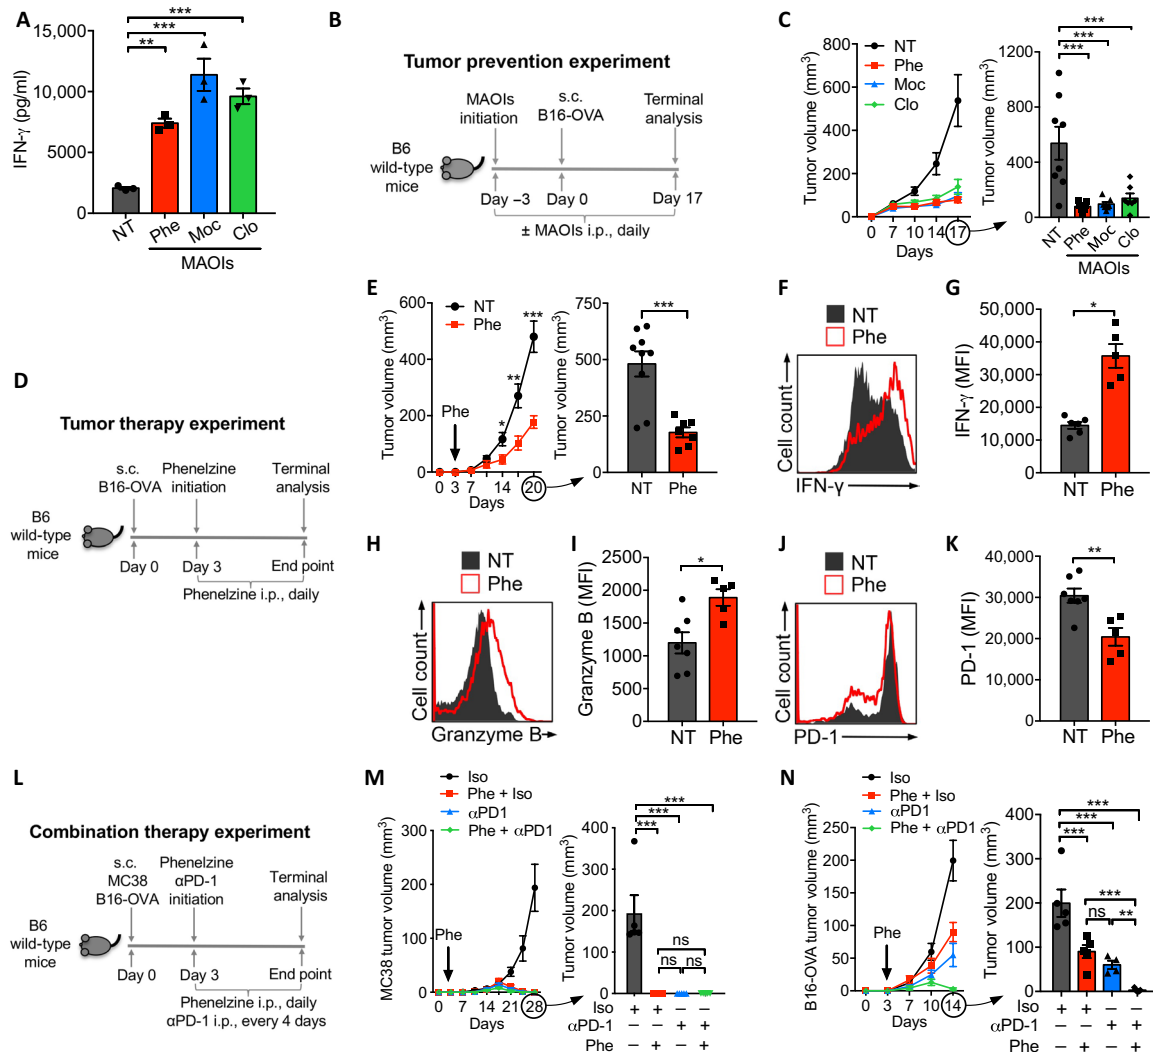 A
IFN-γ (pg/ml)
15,000
10,000
5000
0
***
***
**
NT
Phe
Moc
Clo
MAOIs
B
Tumor prevention experiment
MAOIs
initiation
s.c.
B16-OVA
Terminal
analysis
B6
wild-type
mice
Day −3
Day 0
Day 17
± MAOIs i.p., daily
C
Tumor volume (mm³)
800
600
400
200
0
NT
Phe
Moc
Clo
0 7 10 14 17
Days
Tumor volume (mm³)
1200
800
400
0
***
***
***
NT
Phe
Moc
Clo
MAOIs
D
Tumor therapy experiment
s.c.
B16-OVA
Phenelzine
initiation
Terminal
analysis
B6
wild-type
mice
Day 0
Day 3
End point
Phenelzine i.p., daily
E
Tumor volume (mm³)
600
400
200
0
NT
Phe
Phe
*
**
***
0 3 7 14 20
Days
Tumor volume (mm³)
750
500
250
0
***
NT
Phe
F
NT
Phe
Cell count
IFN-γ
G
IFN-γ (MFI)
50,000
40,000
30,000
20,000
10,000
0
*
NT
Phe
H
NT
Phe
Cell count
Granzyme B
I
Granzyme B (MFI)
2500
2000
1500
1000
500
0
*
NT
Phe
J
NT
Phe
Cell count
PD-1
K
PD-1 (MFI)
40,000
30,000
20,000
10,000
0
**
NT
Phe
L
Combination therapy experiment
s.c.
MC38
B16-OVA
Phenelzine
αPD-1
initiation
Terminal
analysis
B6
wild-type
mice
Day 0
Day 3
End point
Phenelzine i.p., daily
αPD-1 i.p., every 4 days
M
Iso
Phe + Iso
αPD1
Phe + αPD1
MC38 tumor volume (mm³)
300
200
100
0
Phe
0 7 14 21 28
Days
Tumor volume (mm³)
400
300
200
100
0
***
***
***
ns
ns
ns
Iso + + − −
αPD-1 − − + +
Phe − + − +
N
Iso
Phe + Iso
αPD1
Phe + αPD1
B16-OVA tumor volume (mm³)
250
200
150
100
50
0
Phe
0 3 7 10 14
Days
Tumor volume (mm³)
400
300
200
100
0
***
***
***
***
ns
**
Iso + + − −
αPD-1 − − + +
Phe − + − +